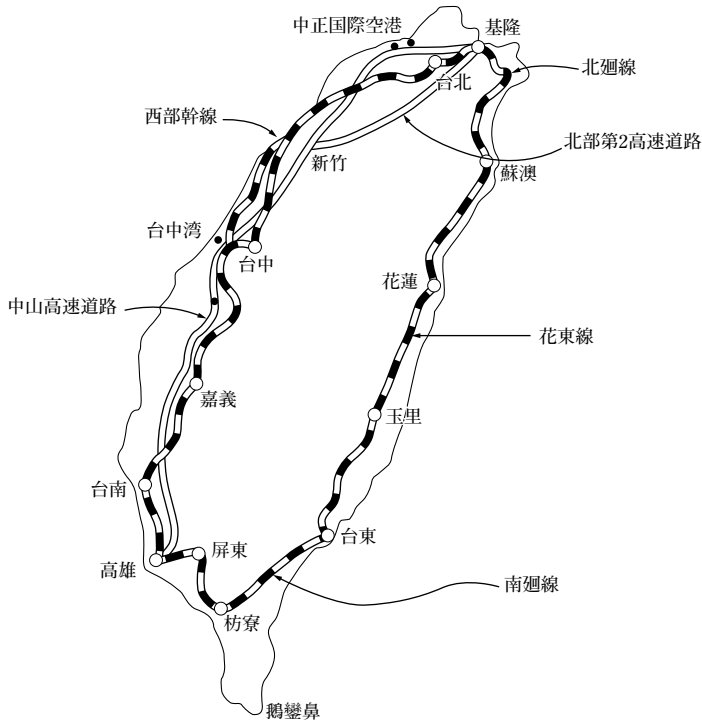 中正国際空港
基隆
台北
北廻線
西部幹線
北部第2高速道路
新竹
蘇澳
台中湾
台中
花蓮
中山高速道路
花東線
嘉義
玉里
台南
台東
屏東
高雄
南廻線
枋寮
鵝鑾鼻